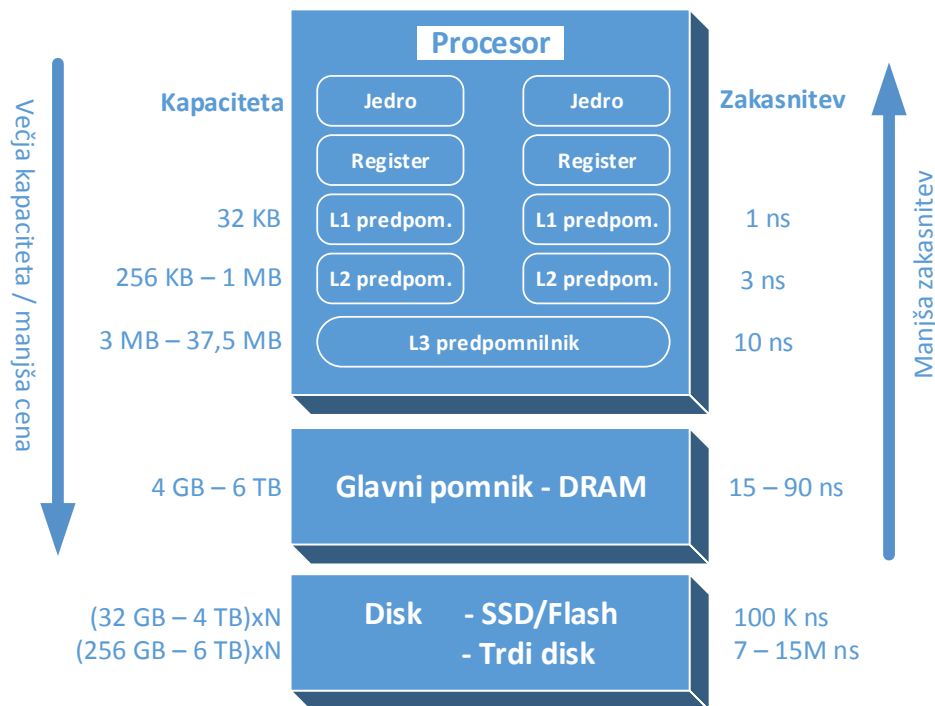 Procesor
Kapaciteta
Jedro
Jedro
Zakasnitev
Register
Register
32 KB
L1 predpom.
L1 predpom.
1 ns
256 KB – 1 MB
L2 predpom.
L2 predpom.
3 ns
3 MB – 37,5 MB
L3 predpomnilnik
10 ns
Večja kapaciteta / manjša cena
Manjša zakasnitev
4 GB – 6 TB
Glavni pomnik - DRAM
15 – 90 ns
(32 GB – 4 TB)xN
Disk - SSD/Flash
100 K ns
(256 GB – 6 TB)xN
- Trdi disk
7 – 15M ns